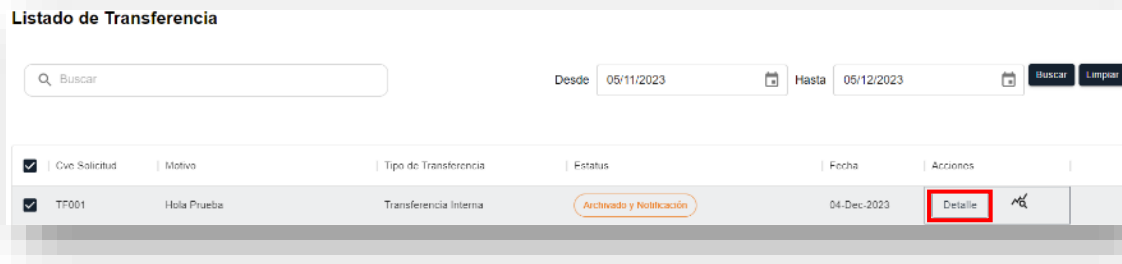 Listado de Transferencia
Buscar Desde 05/11/2023 Hasta 05/12/2023 Buscar Limpiar
Cve Solicitud Motivo Tipo de Transferencia Estatus Fecha Acciones
TF001 Hola Prueba Transferencia Interna Archivado y Notificación 04-Dec-2023 Detalle